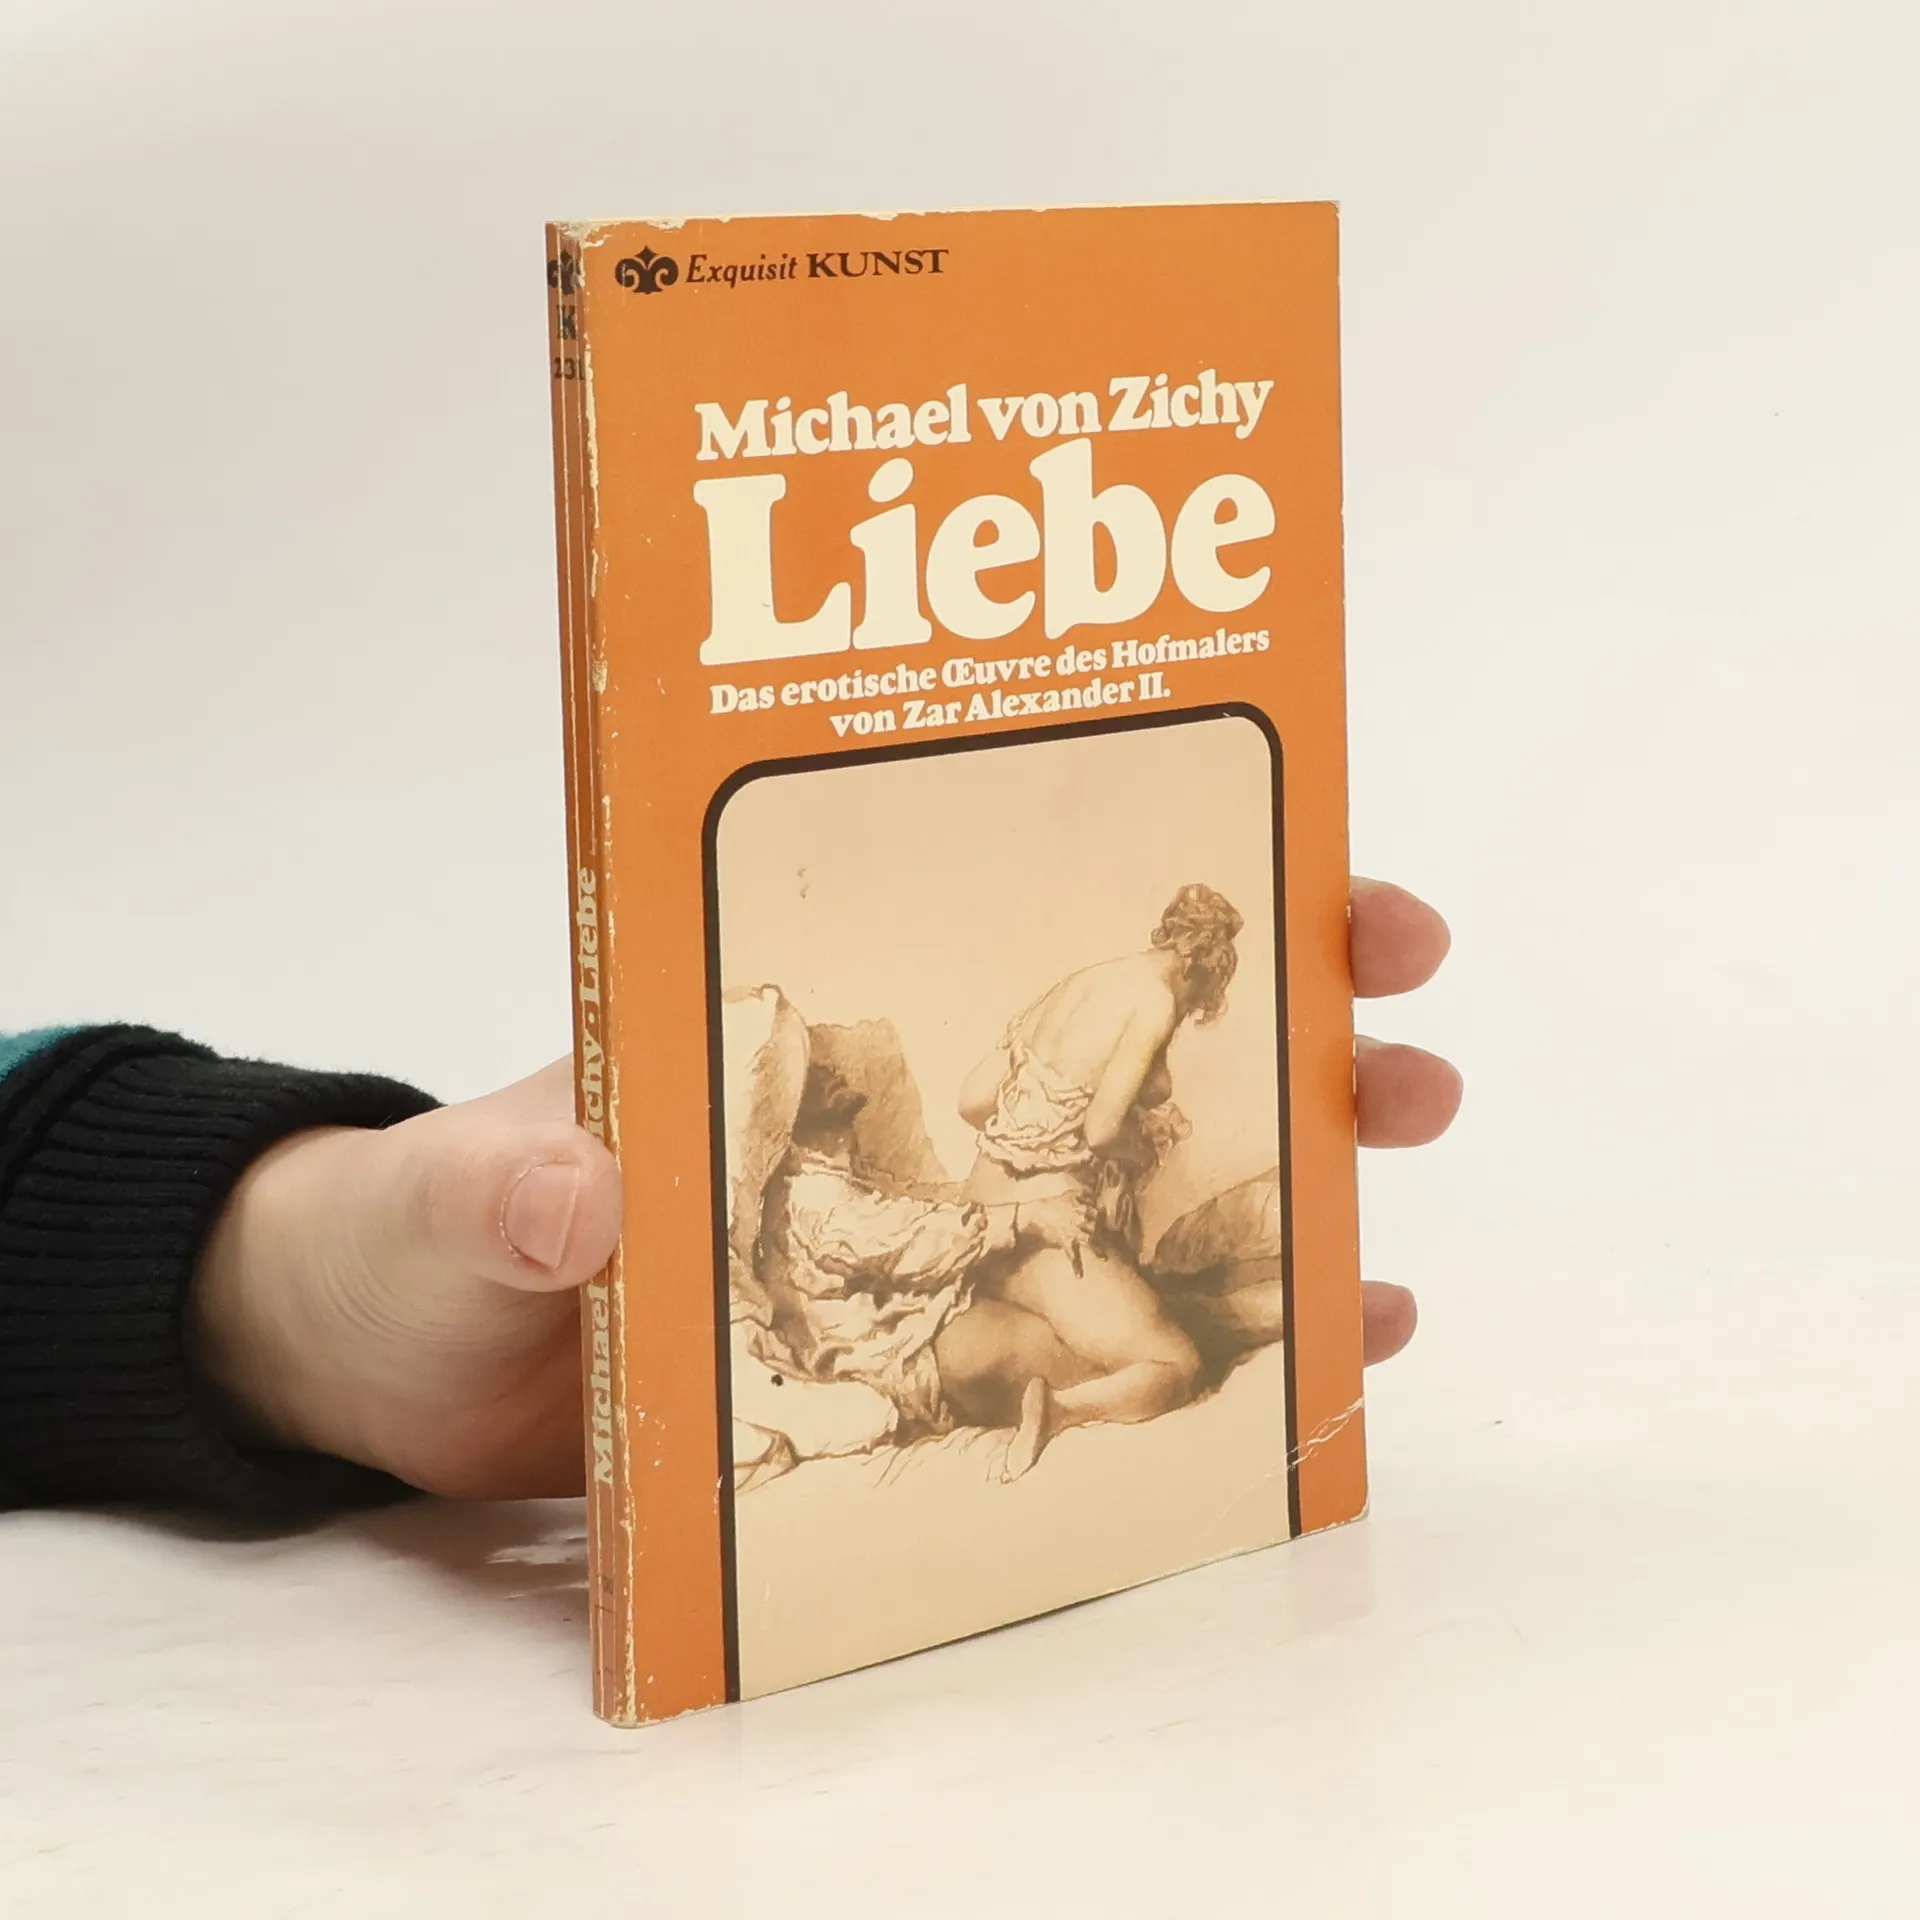 Exquisit KUNST
Michael von Zichy
Liebe
Das erotische Œuvre des Hofmalers
von Zar Alexander II.
K
231
Michael Zichy · Liebe